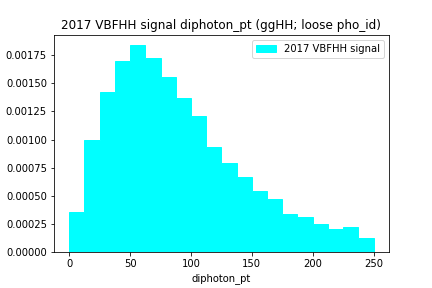 2017 VBFHH signal diphoton_pt (ggHH; loose pho_id)
2017 VBFHH signal
0.00175
0.00150
0.00125
0.00100
0.00075
0.00050
0.00025
0.00000
0 50 100 150 200 250
diphoton_pt